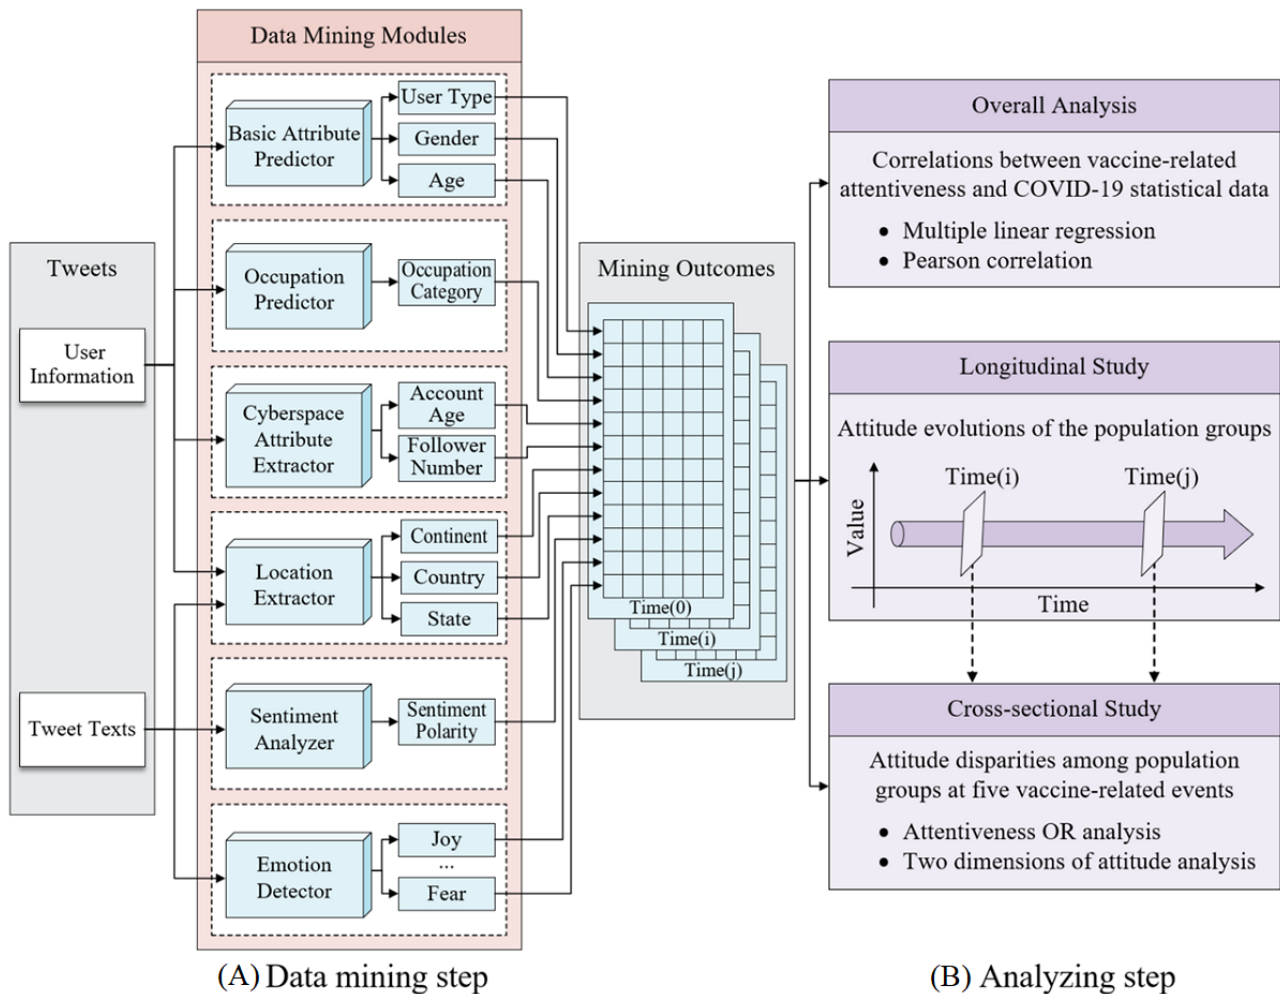 Data Mining Modules
Basic Attribute
Predictor
User Type
Gender
Age
Occupation
Predictor
Occupation
Category
Cyberspace
Attribute
Extractor
Account
Age
Follower
Number
Location
Extractor
Continent
Country
State
Sentiment
Analyzer
Sentiment
Polarity
Emotion
Detector
Joy
...
Fear
Tweets
User
Information
Tweet Texts
Mining Outcomes
Time(0)
Time(i)
Time(j)
Overall Analysis
Correlations between vaccine-related
attentiveness and COVID-19 statistical data
• Multiple linear regression
• Pearson correlation
Longitudinal Study
Attitude evolutions of the population groups
Time(i)
Time(j)
Value
Time
Cross-sectional Study
Attitude disparities among population
groups at five vaccine-related events
• Attentiveness OR analysis
• Two dimensions of attitude analysis
(A) Data mining step
(B) Analyzing step